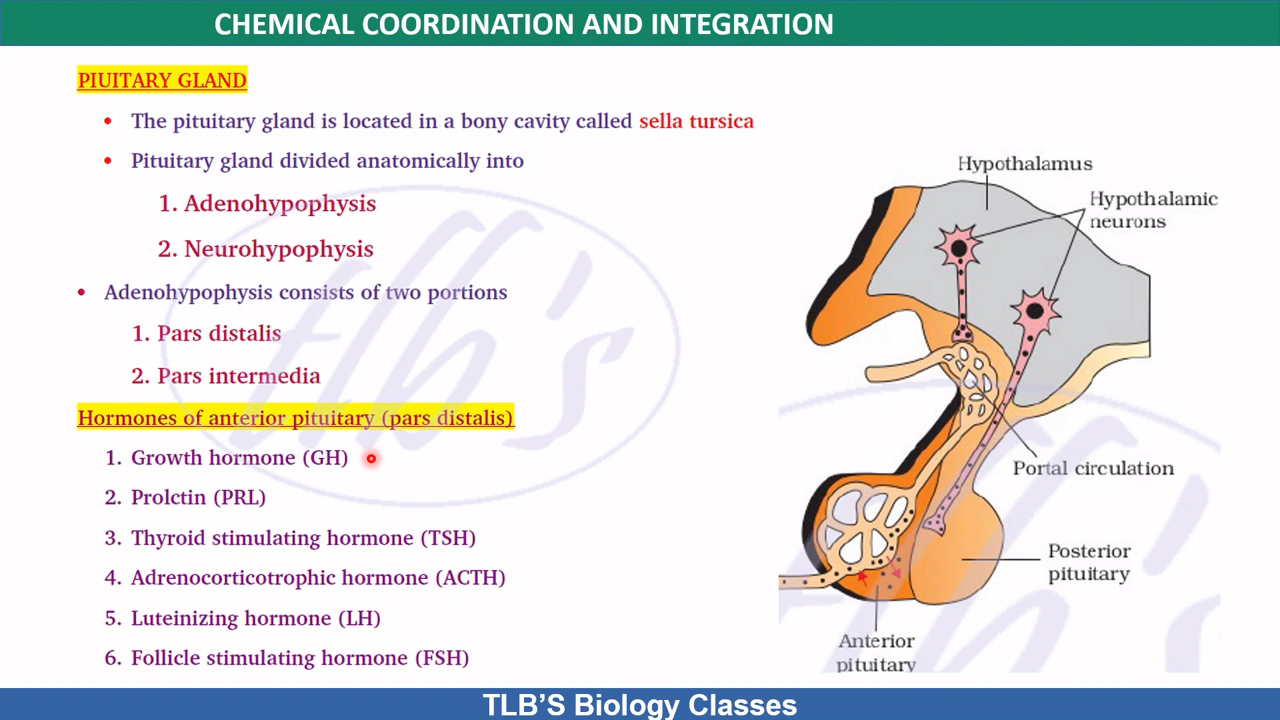 CHEMICAL COORDINATION AND INTEGRATION
PIUITARY GLAND
• The pituitary gland is located in a bony cavity called sella tursica
• Pituitary gland divided anatomically into
1. Adenohypophysis
2. Neurohypophysis
• Adenohypophysis consists of two portions
1. Pars distalis
2. Pars intermedia
Hormones of anterior pituitary (pars distalis)
1. Growth hormone (GH)
2. Prolctin (PRL)
3. Thyroid stimulating hormone (TSH)
4. Adrenocorticotrophic hormone (ACTH)
5. Luteinizing hormone (LH)
6. Follicle stimulating hormone (FSH)
Hypothalamus
Hypothalamic
neurons
Portal circulation
Posterior
pituitary
Anterior
pituitary
tlb's
TLB'S Biology Classes